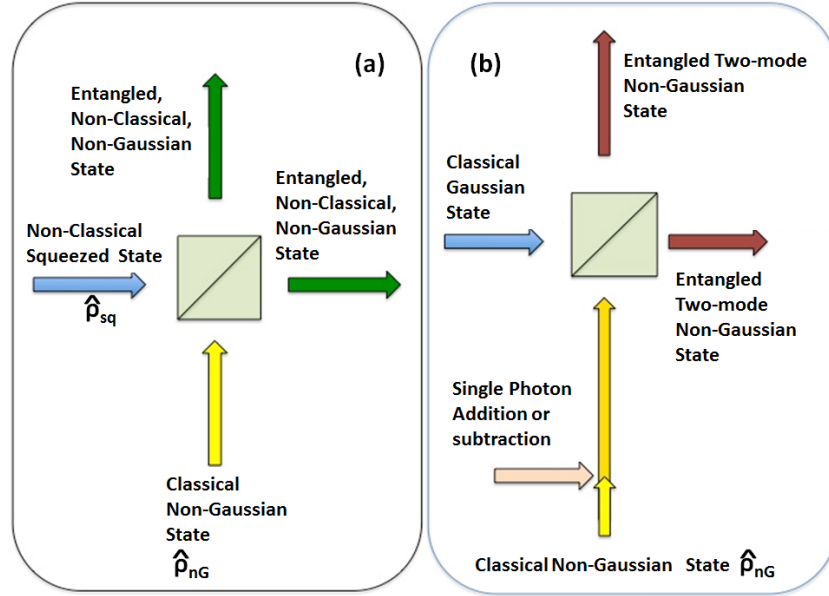 (a)
Entangled,
Non-Classical,
Non-Gaussian
State
Entangled,
Non-Classical,
Non-Gaussian
State
Non-Classical
Squeezed State
ρ̂sq
Classical
Non-Gaussian
State
ρ̂nG
(b)
Entangled Two-mode
Non-Gaussian
State
Classical
Gaussian
State
Entangled
Two-mode
Non-Gaussian
State
Single Photon
Addition or
subtraction
Classical Non-Gaussian State ρ̂nG